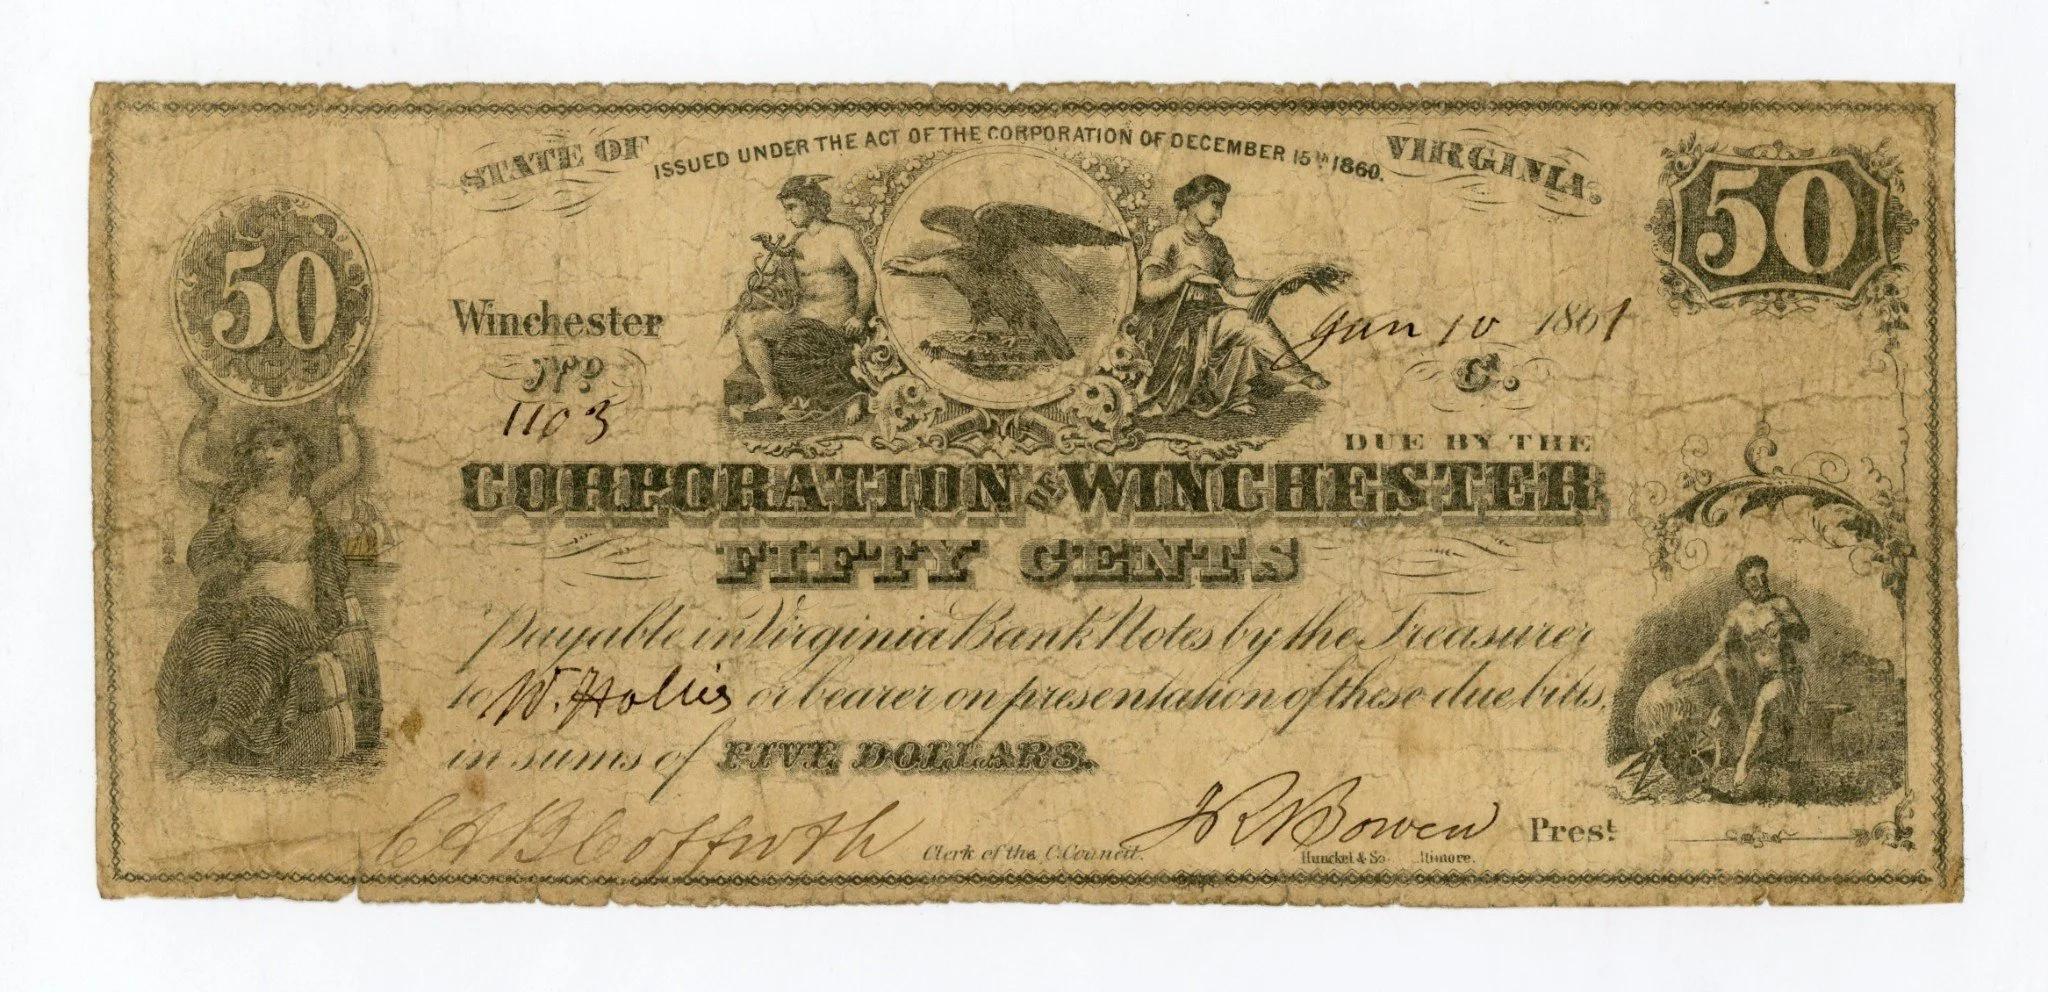 STATE OF ISSUED UNDER THE ACT OF THE CORPORATION OF DECEMBER 15th 1860. VIRGINIA.
50
50
Winchester
No
1103
Jan 10 1861
C.
DUE BY THE
CORPORATION OF WINCHESTER
FIFTY CENTS
Payable in Virginia Bank Notes by the Treasurer
to W. Hollis or bearer on presentation of these due bills,
in sums of FIVE DOLLARS.
Clerk of the C. Council.
Bowen Prest.
Hunckel & So